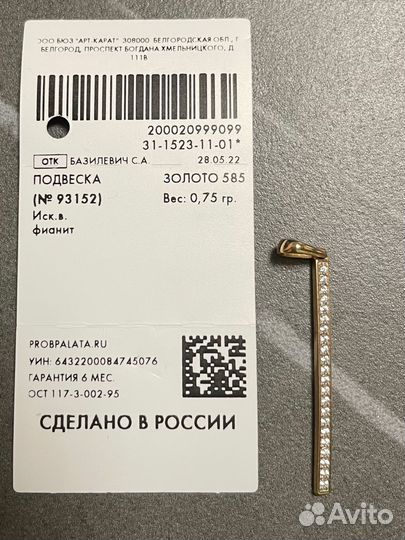 ООО БЮЗ "АРТ-КАРАТ" 308000 БЕЛГОРОДСКАЯ ОБЛ., Г
БЕЛГОРОД, ПРОСПЕКТ БОГДАНА ХМЕЛЬНИЦКОГО, Д.
111В
200020999099
31-1523-11-01*
ОТК БАЗИЛЕВИЧ С.А. 28.05.22
ПОДВЕСКА ЗОЛОТО 585
(№ 93152) Вес: 0,75 гр.
Иск.в.
фианит
PROBPALATA.RU
УИН: 6432200084745076
ГАРАНТИЯ 6 МЕС.
ОСТ 117-3-002-95
СДЕЛАНО В РОССИИ
Avito